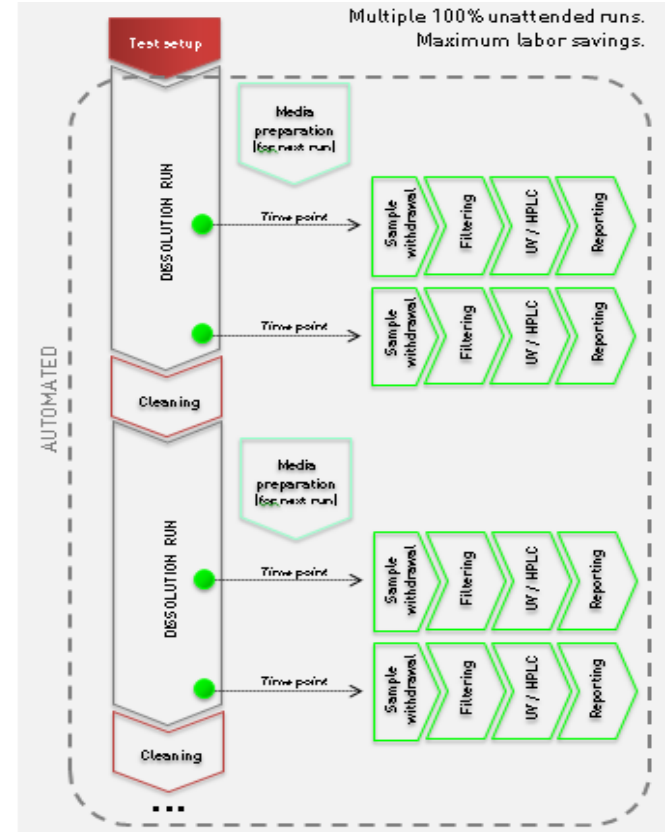 Multiple 100% unattended runs.
Maximum labor savings.
Test setup
AUTOMATED
DISSOLUTION RUN
Media
preparation
(for next run)
Time point
Sample
withdrawal
Filtering
UV / HPLC
Reporting
Time point
Sample
withdrawal
Filtering
UV / HPLC
Reporting
Cleaning
DISSOLUTION RUN
Media
preparation
(for next run)
Time point
Sample
withdrawal
Filtering
UV / HPLC
Reporting
Time point
Sample
withdrawal
Filtering
UV / HPLC
Reporting
Cleaning
...